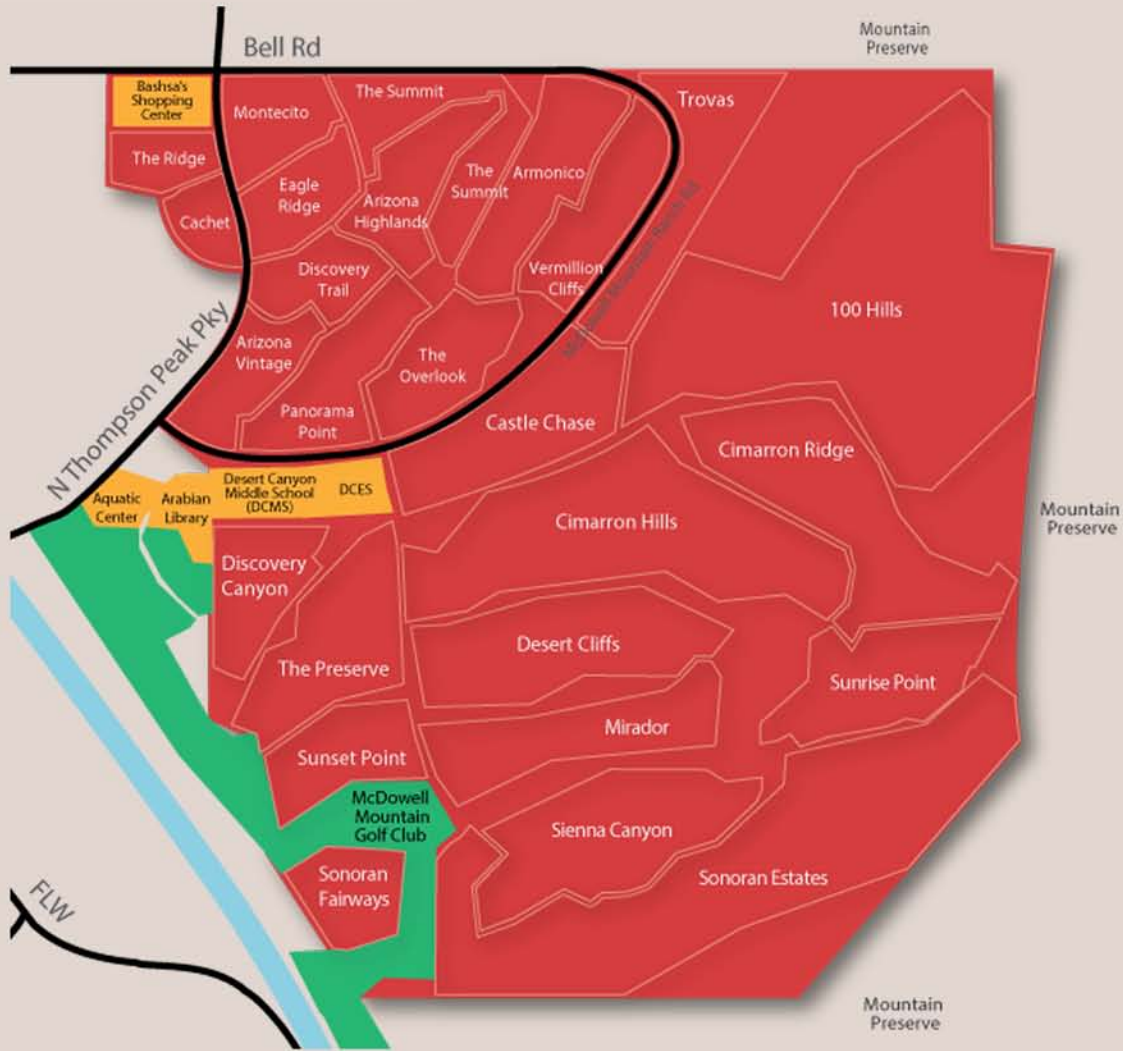 Mountain
Preserve
Bell Rd
Bashsa's
Shopping
Center
Montecito
The Summit
Trovas
The Ridge
Eagle
Ridge
Arizona
Highlands
The
Summit
Armonico
Cachet
McDowell Mountain Ranch Rd
Discovery
Trail
Vermillion
Cliffs
100 Hills
N Thompson Peak Pky
Arizona
Vintage
The
Overlook
Panorama
Point
Castle Chase
Cimarron Ridge
Aquatic
Center
Arabian
Library
Desert Canyon
Middle School
(DCMS)
DCES
Cimarron Hills
Mountain
Preserve
Discovery
Canyon
Desert Cliffs
The Preserve
Sunrise Point
Mirador
Sunset Point
McDowell
Mountain
Golf Club
Sienna Canyon
Sonoran
Fairways
Sonoran Estates
FLW
Mountain
Preserve